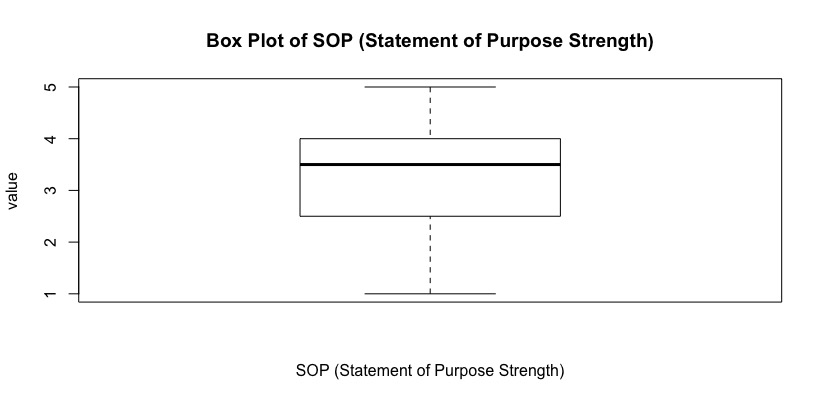 Box Plot of SOP (Statement of Purpose Strength)
5
4
3
2
1
value
SOP (Statement of Purpose Strength)